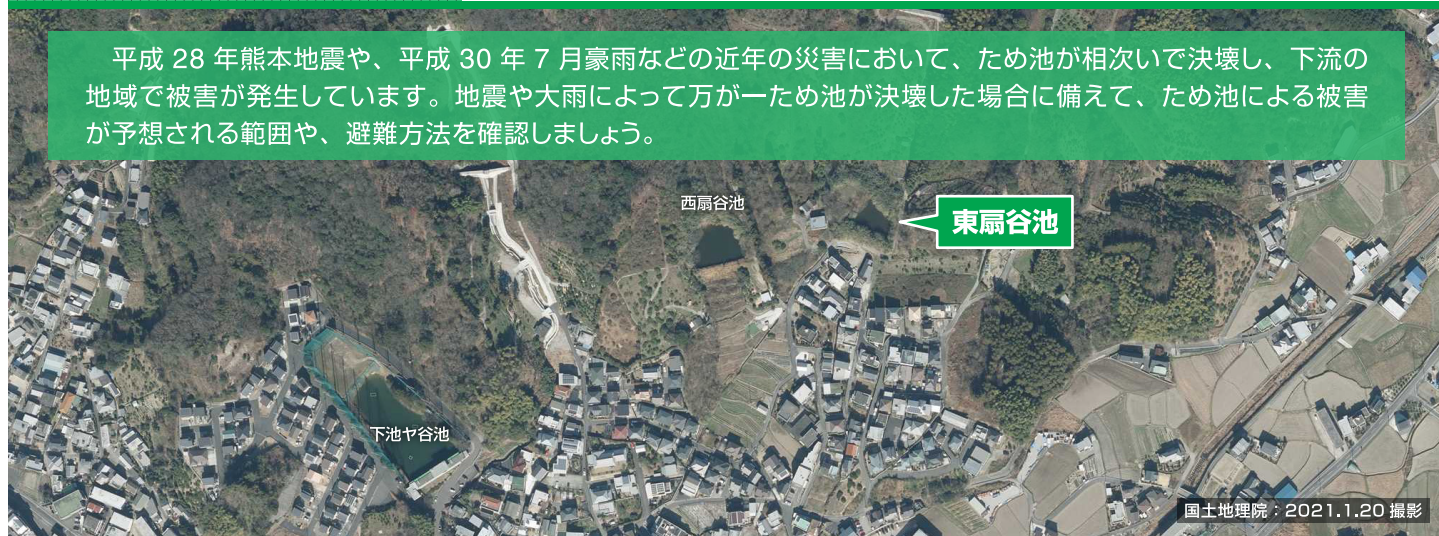 平成 28 年熊本地震や、平成 30 年 7 月豪雨などの近年の災害において、ため池が相次いで決壊し、下流の
地域で被害が発生しています。地震や大雨によって万が一ため池が決壊した場合に備えて、ため池による被害
が予想される範囲や、避難方法を確認しましょう。
西扇谷池
東扇谷池
下池ヤ谷池
国土地理院：2021.1.20 撮影